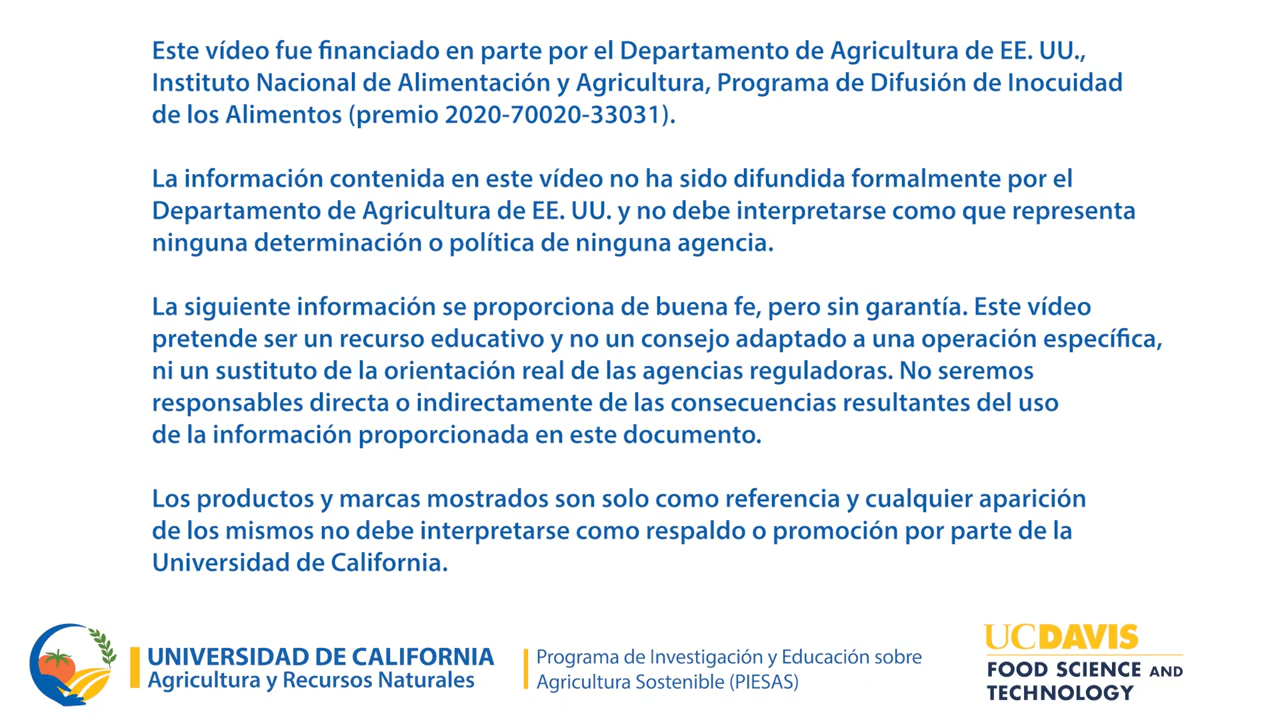 Este vídeo fue financiado en parte por el Departamento de Agricultura de EE. UU.,
Instituto Nacional de Alimentación y Agricultura, Programa de Difusión de Inocuidad
de los Alimentos (premio 2020-70020-33031).
La información contenida en este vídeo no ha sido difundida formalmente por el
Departamento de Agricultura de EE. UU. y no debe interpretarse como que representa
ninguna determinación o política de ninguna agencia.
La siguiente información se proporciona de buena fe, pero sin garantía. Este vídeo
pretende ser un recurso educativo y no un consejo adaptado a una operación específica,
ni un sustituto de la orientación real de las agencias reguladoras. No seremos
responsables directa o indirectamente de las consecuencias resultantes del uso
de la información proporcionada en este documento.
Los productos y marcas mostrados son solo como referencia y cualquier aparición
de los mismos no debe interpretarse como respaldo o promoción por parte de la
Universidad de California.
UNIVERSIDAD DE CALIFORNIA
Agricultura y Recursos Naturales
Programa de Investigación y Educación sobre
Agricultura Sostenible (PIESAS)
UCDAVIS
FOOD SCIENCE AND
TECHNOLOGY